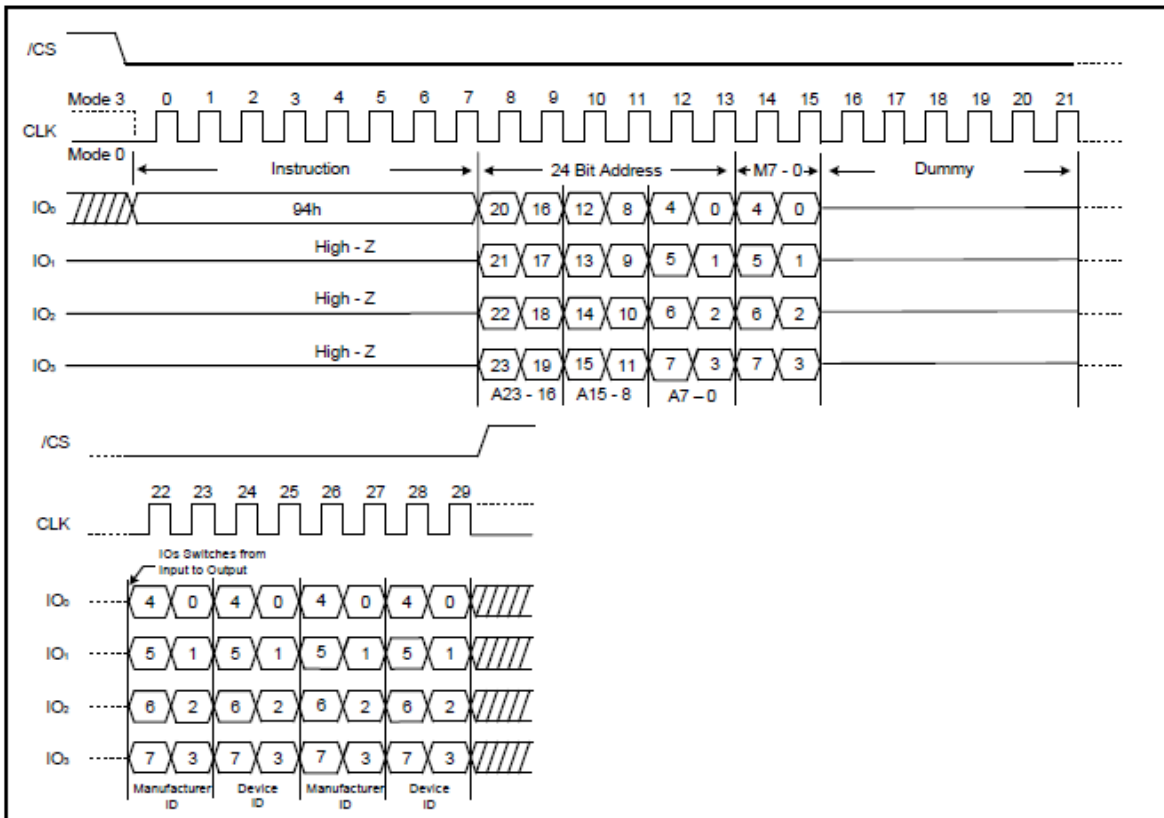 /CS
Mode 3 0 1 2 3 4 5 6 7 8 9 10 11 12 13 14 15 16 17 18 19 20 21
CLK
Mode 0
Instruction 24 Bit Address M7 - 0 Dummy
IO₀ 94h 20 16 12 8 4 0 4 0
High - Z
IO₁ 21 17 13 9 5 1 5 1
High - Z
IO₂ 22 18 14 10 6 2 6 2
High - Z
IO₃ 23 19 15 11 7 3 7 3
A23 - 16 A15 - 8 A7 – 0
/CS
22 23 24 25 26 27 28 29
CLK
IOs Switches from
Input to Output
IO₀ 4 0 4 0 4 0 4 0
IO₁ 5 1 5 1 5 1 5 1
IO₂ 6 2 6 2 6 2 6 2
IO₃ 7 3 7 3 7 3 7 3
Manufacturer Device Manufacturer Device
ID ID ID ID